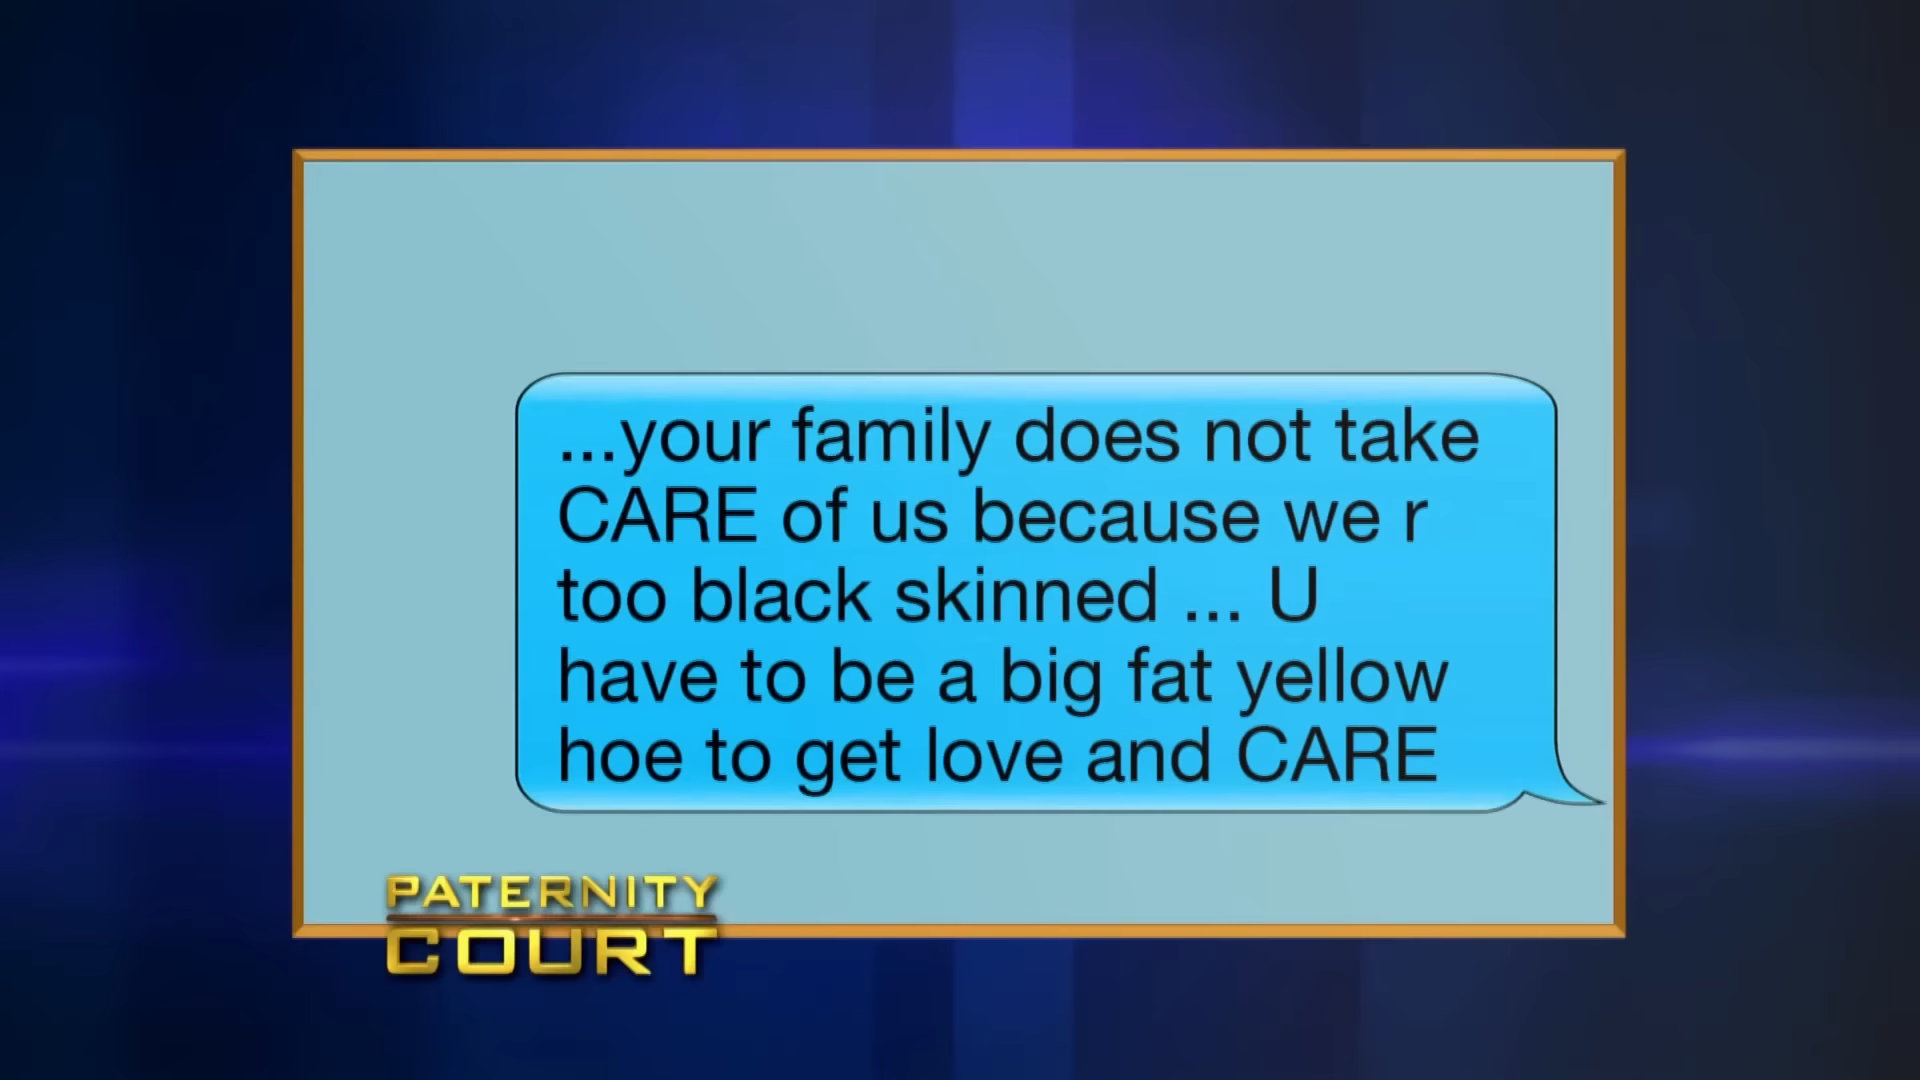 ...your family does not take
CARE of us because we r
too black skinned ... U
have to be a big fat yellow
hoe to get love and CARE
PATERNITY
COURT